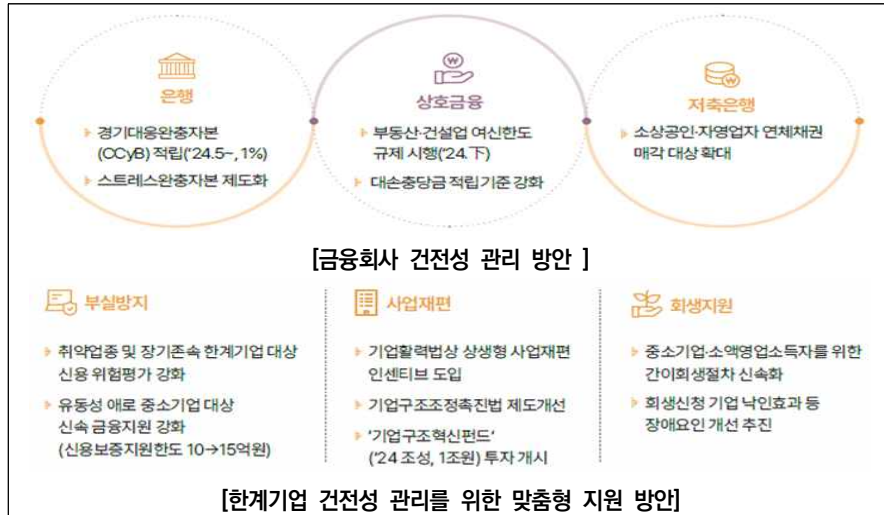 은행
경기대응완충자본
(CCyB) 적립('24.5~, 1%)
스트레스완충자본 제도화
상호금융
부동산·건설업 여신한도
규제 시행('24.下)
대손충당금 적립기준 강화
저축은행
소상공인·자영업자 연체채권
매각 대상 확대
[금융회사 건전성 관리 방안 ]
부실방지
취약업종 및 장기존속 한계기업 대상
신용 위험평가 강화
유동성 애로 중소기업 대상
신속 금융지원 강화
(신용보증지원한도 10→15억원)
사업재편
기업활력법상 상생형 사업재편
인센티브 도입
기업구조조정촉진법 제도개선
'기업구조혁신펀드'
('24 조성, 1조원) 투자 개시
회생지원
중소기업·소액영업소득자를 위한
간이회생절차 신속화
회생신청 기업 낙인효과 등
장애요인 개선 추진
[한계기업 건전성 관리를 위한 맞춤형 지원 방안]